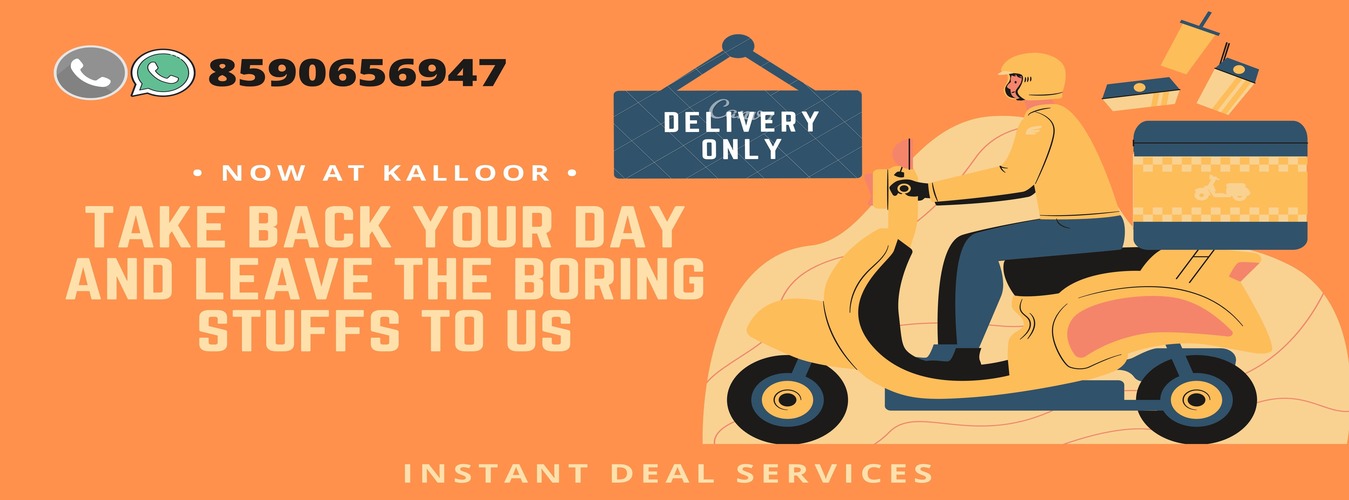 8590656947
DELIVERY
ONLY
Canva
• NOW AT KALLOOR •
TAKE BACK YOUR DAY
AND LEAVE THE BORING
STUFFS TO US
INSTANT DEAL SERVICES